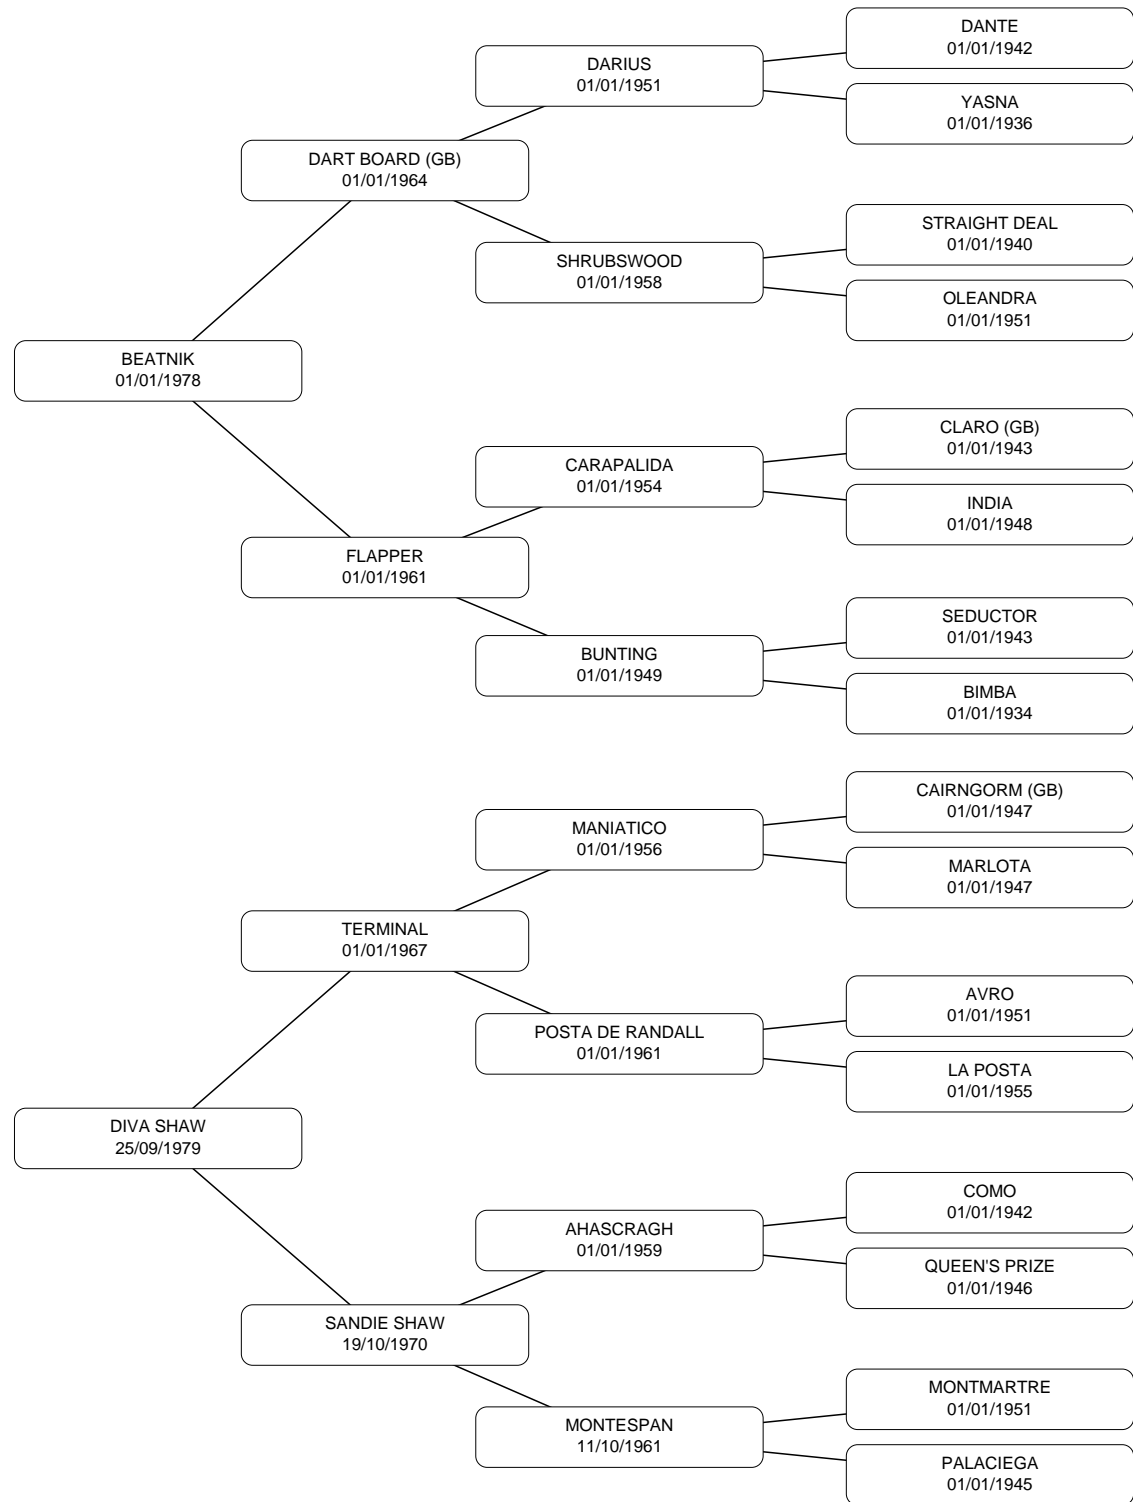 DANTE
01/01/1942
DARIUS
01/01/1951
YASNA
01/01/1936
DART BOARD (GB)
01/01/1964
STRAIGHT DEAL
01/01/1940
SHRUBSWOOD
01/01/1958
OLEANDRA
01/01/1951
BEATNIK
01/01/1978
CLARO (GB)
01/01/1943
CARAPALIDA
01/01/1954
INDIA
01/01/1948
FLAPPER
01/01/1961
SEDUCTOR
01/01/1943
BUNTING
01/01/1949
BIMBA
01/01/1934
CAIRNGORM (GB)
01/01/1947
MANIATICO
01/01/1956
MARLOTA
01/01/1947
TERMINAL
01/01/1967
AVRO
01/01/1951
POSTA DE RANDALL
01/01/1961
LA POSTA
01/01/1955
DIVA SHAW
25/09/1979
COMO
01/01/1942
AHASCRAGH
01/01/1959
QUEEN'S PRIZE
01/01/1946
SANDIE SHAW
19/10/1970
MONTMARTRE
01/01/1951
MONTESPAN
11/10/1961
PALACIEGA
01/01/1945